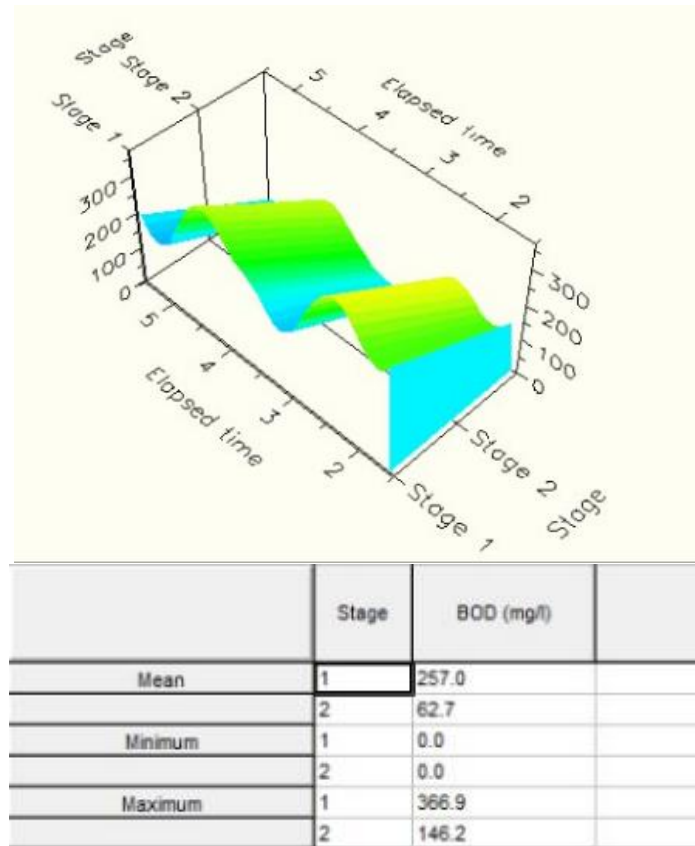 Stage
Stage 2
Stage 1
5
4
3
2
Elapsed time
300
200
100
0
300
200
100
0
5
4
3
2
Elapsed time
Stage 1
Stage 2
Stage
Stage BOD (mg/l)
Mean 1 257.0
2 62.7
Minimum 1 0.0
2 0.0
Maximum 1 366.9
2 146.2